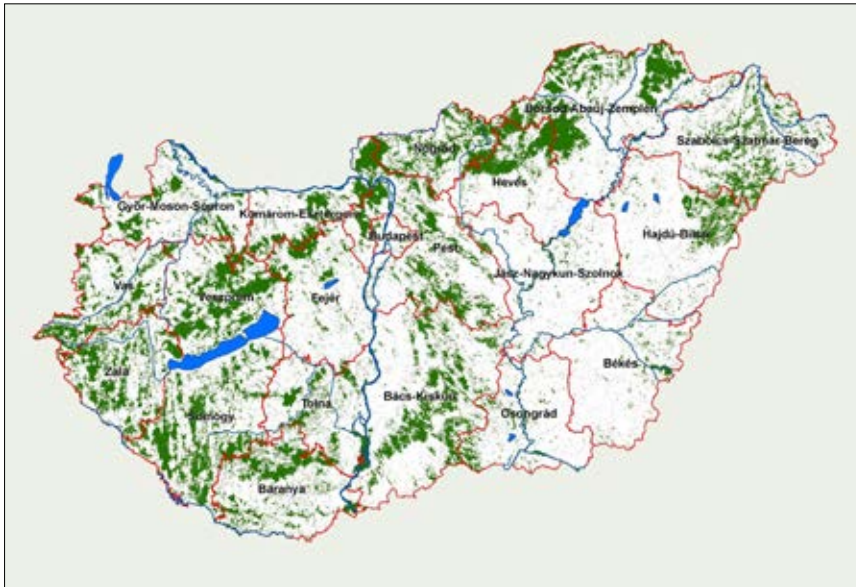 Borsod-Abaúj-Zemplén
Szabolcs-Szatmár-Bereg
Nógrád
Heves
Győr-Moson-Sopron
Komárom-Esztergom
Budapest
Pest
Hajdú-Bihar
Jász-Nagykun-Szolnok
Vas
Veszprém
Fejér
Zala
Somogy
Tolna
Bács-Kiskun
Békés
Csongrád
Baranya